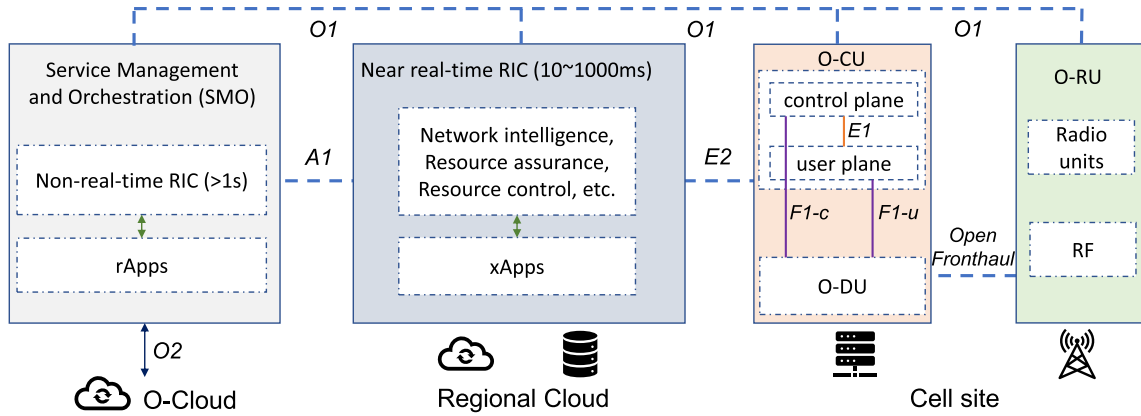 O1
O1
O1
Service Management
and Orchestration (SMO)
Non-real-time RIC (>1s)
rApps
O2
O-Cloud
A1
Near real-time RIC (10~1000ms)
Network intelligence,
Resource assurance,
Resource control, etc.
xApps
Regional Cloud
E2
O-CU
control plane
E1
user plane
F1-c
F1-u
O-DU
Open
Fronthaul
O-RU
Radio
units
RF
Cell site